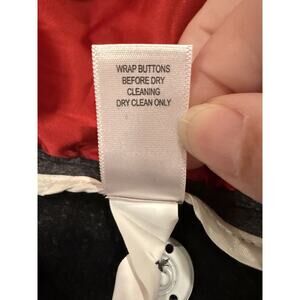 WRAP BUTTONS
BEFORE DRY
CLEANING
DRY CLEAN ONLY